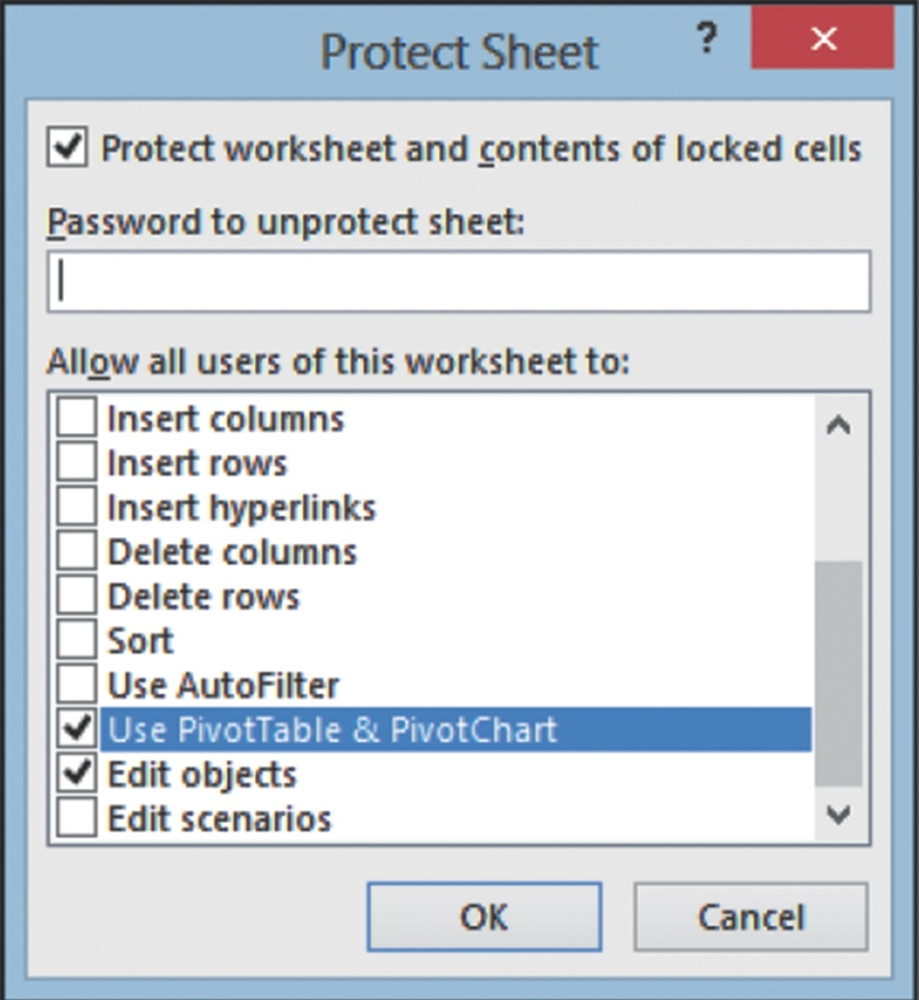 Protect Sheet
?
Protect worksheet and contents of locked cells
Password to unprotect sheet:
Allow all users of this worksheet to:
Insert columns
Insert rows
Insert hyperlinks
Delete columns
Delete rows
Sort
Use AutoFilter
Use PivotTable & PivotChart
Edit objects
Edit scenarios
OK Cancel